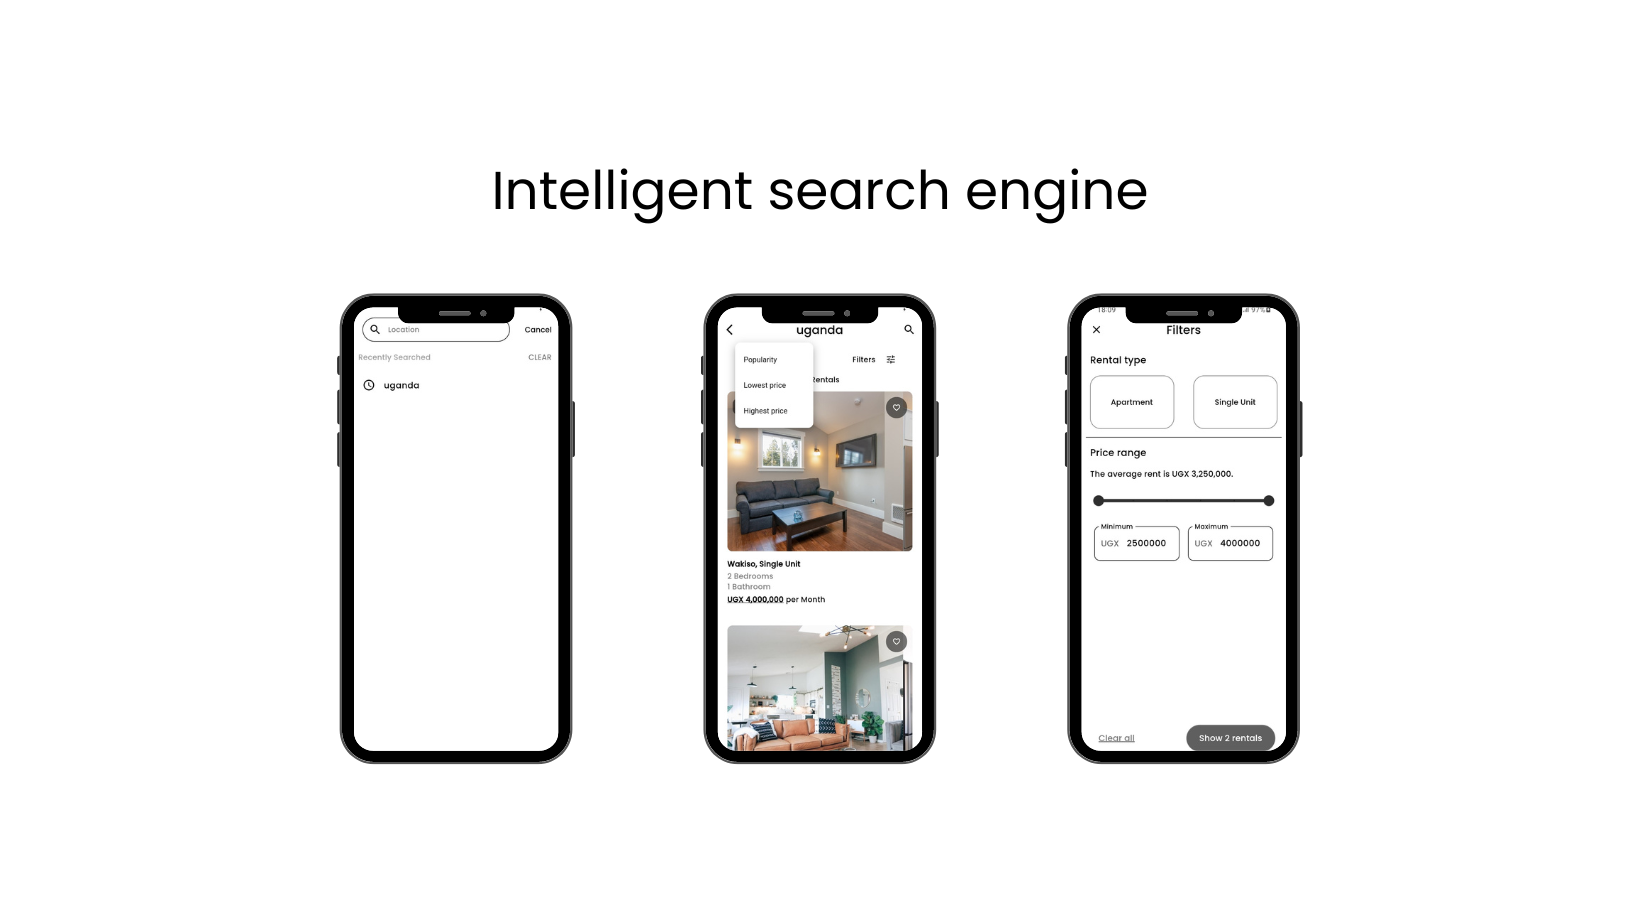 Intelligent search engine
Location
Cancel
Recently Searched
CLEAR
uganda
uganda
Popularity
Lowest price
Highest price
Filters
Rentals
Wakiso, Single Unit
2 Bedrooms
1 Bathroom
UGX 4,000,000 per Month
18:09
97%
Filters
Rental type
Apartment
Single Unit
Price range
The average rent is UGX 3,250,000.
Minimum
UGX 2500000
Maximum
UGX 4000000
Clear all
Show 2 rentals